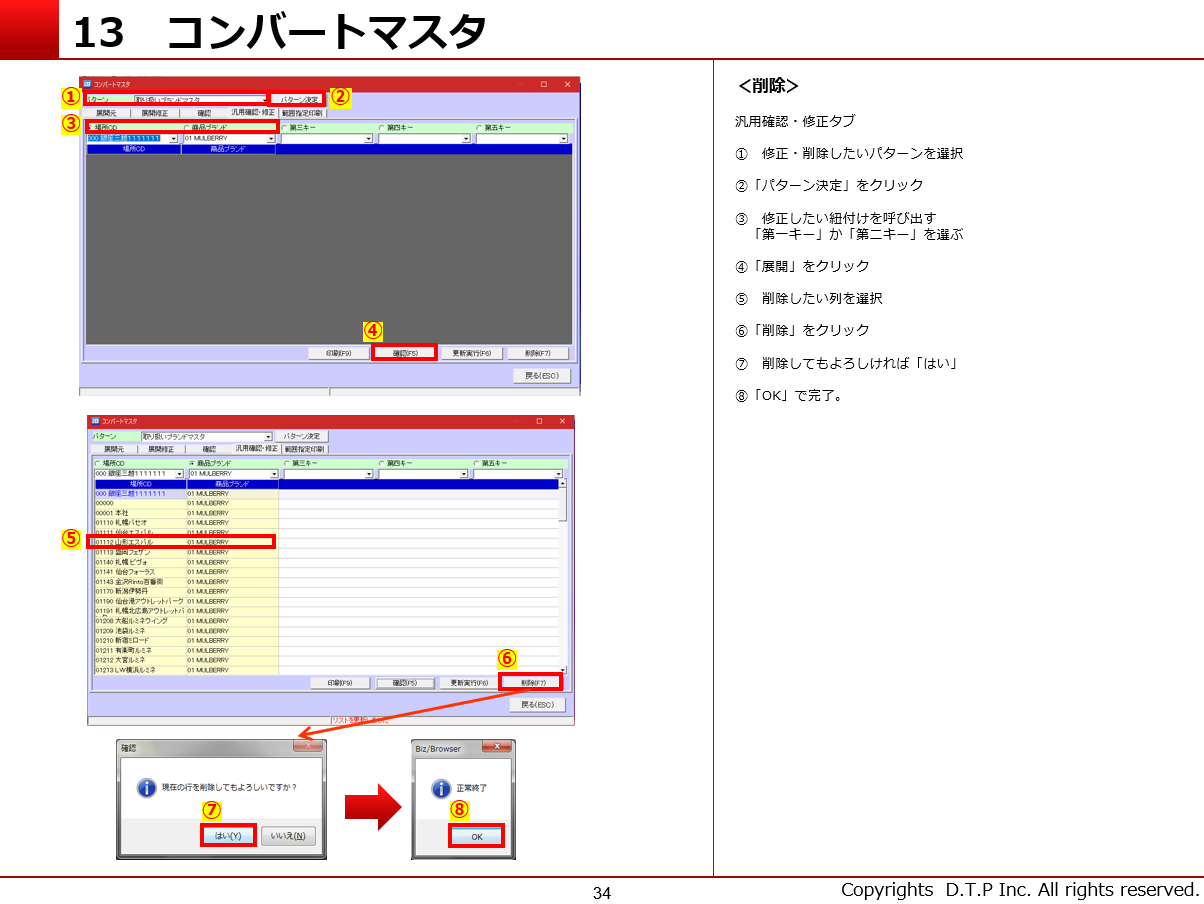 13　コンバートマスタ
コンバートマスタ
① パターン 取り扱いブランドマスタ パターン決定 ②
展開元 展開修正 確認 汎用確認・修正 範囲指定印刷
③ 場所CD 商品ブランド 第三キー 第四キー 第五キー
000 銀座三越1111111 01 MULBERRY
場所CD 商品ブランド
④
印刷(F9) 確認(F5) 更新実行(F6) 削除(F7)
戻る(ESC)
コンバートマスタ
パターン 取り扱いブランドマスタ パターン決定
展開元 展開修正 確認 汎用確認・修正 範囲指定印刷
場所CD 商品ブランド 第三キー 第四キー 第五キー
000 銀座三越1111111 01 MULBERRY
場所CD 商品ブランド
000 銀座三越1111111 01 MULBERRY
00000 01 MULBERRY
00001 本社 01 MULBERRY
01110 札幌パセオ 01 MULBERRY
01111 仙台エスパル 01 MULBERRY
⑤ 01112 山形エスパル 01 MULBERRY
01113 盛岡フェザン 01 MULBERRY
01140 札幌ピヴォ 01 MULBERRY
01141 仙台フォーラス 01 MULBERRY
01143 金沢Rinto百番街 01 MULBERRY
01170 新潟伊勢丹 01 MULBERRY
01190 仙台港アウトレットパーク 01 MULBERRY
01191 札幌北広島アウトレットパ 01 MULBERRY
01208 大船ルミネウイング 01 MULBERRY
01209 池袋ルミネ 01 MULBERRY
01210 新宿ミロード 01 MULBERRY
01211 有楽町ルミネ 01 MULBERRY
01212 大宮ルミネ 01 MULBERRY
01213 LW横浜ルミネ 01 MULBERRY
⑥
印刷(F9) 確認(F5) 更新実行(F6) 削除(F7)
戻る(ESC)
リストを更新しました
確認
現在の行を削除してもよろしいですか？
⑦
はい(Y) いいえ(N)
Biz/Browser
正常終了
⑧
OK
＜削除＞
汎用確認・修正タブ
①　修正・削除したいパターンを選択
②「パターン決定」をクリック
③　修正したい紐付けを呼び出す
「第一キー」か「第二キー」を選ぶ
④「展開」をクリック
⑤　削除したい列を選択
⑥「削除」をクリック
⑦　削除してもよろしければ「はい」
⑧「OK」で完了。
34
Copyrights D.T.P Inc. All rights reserved.